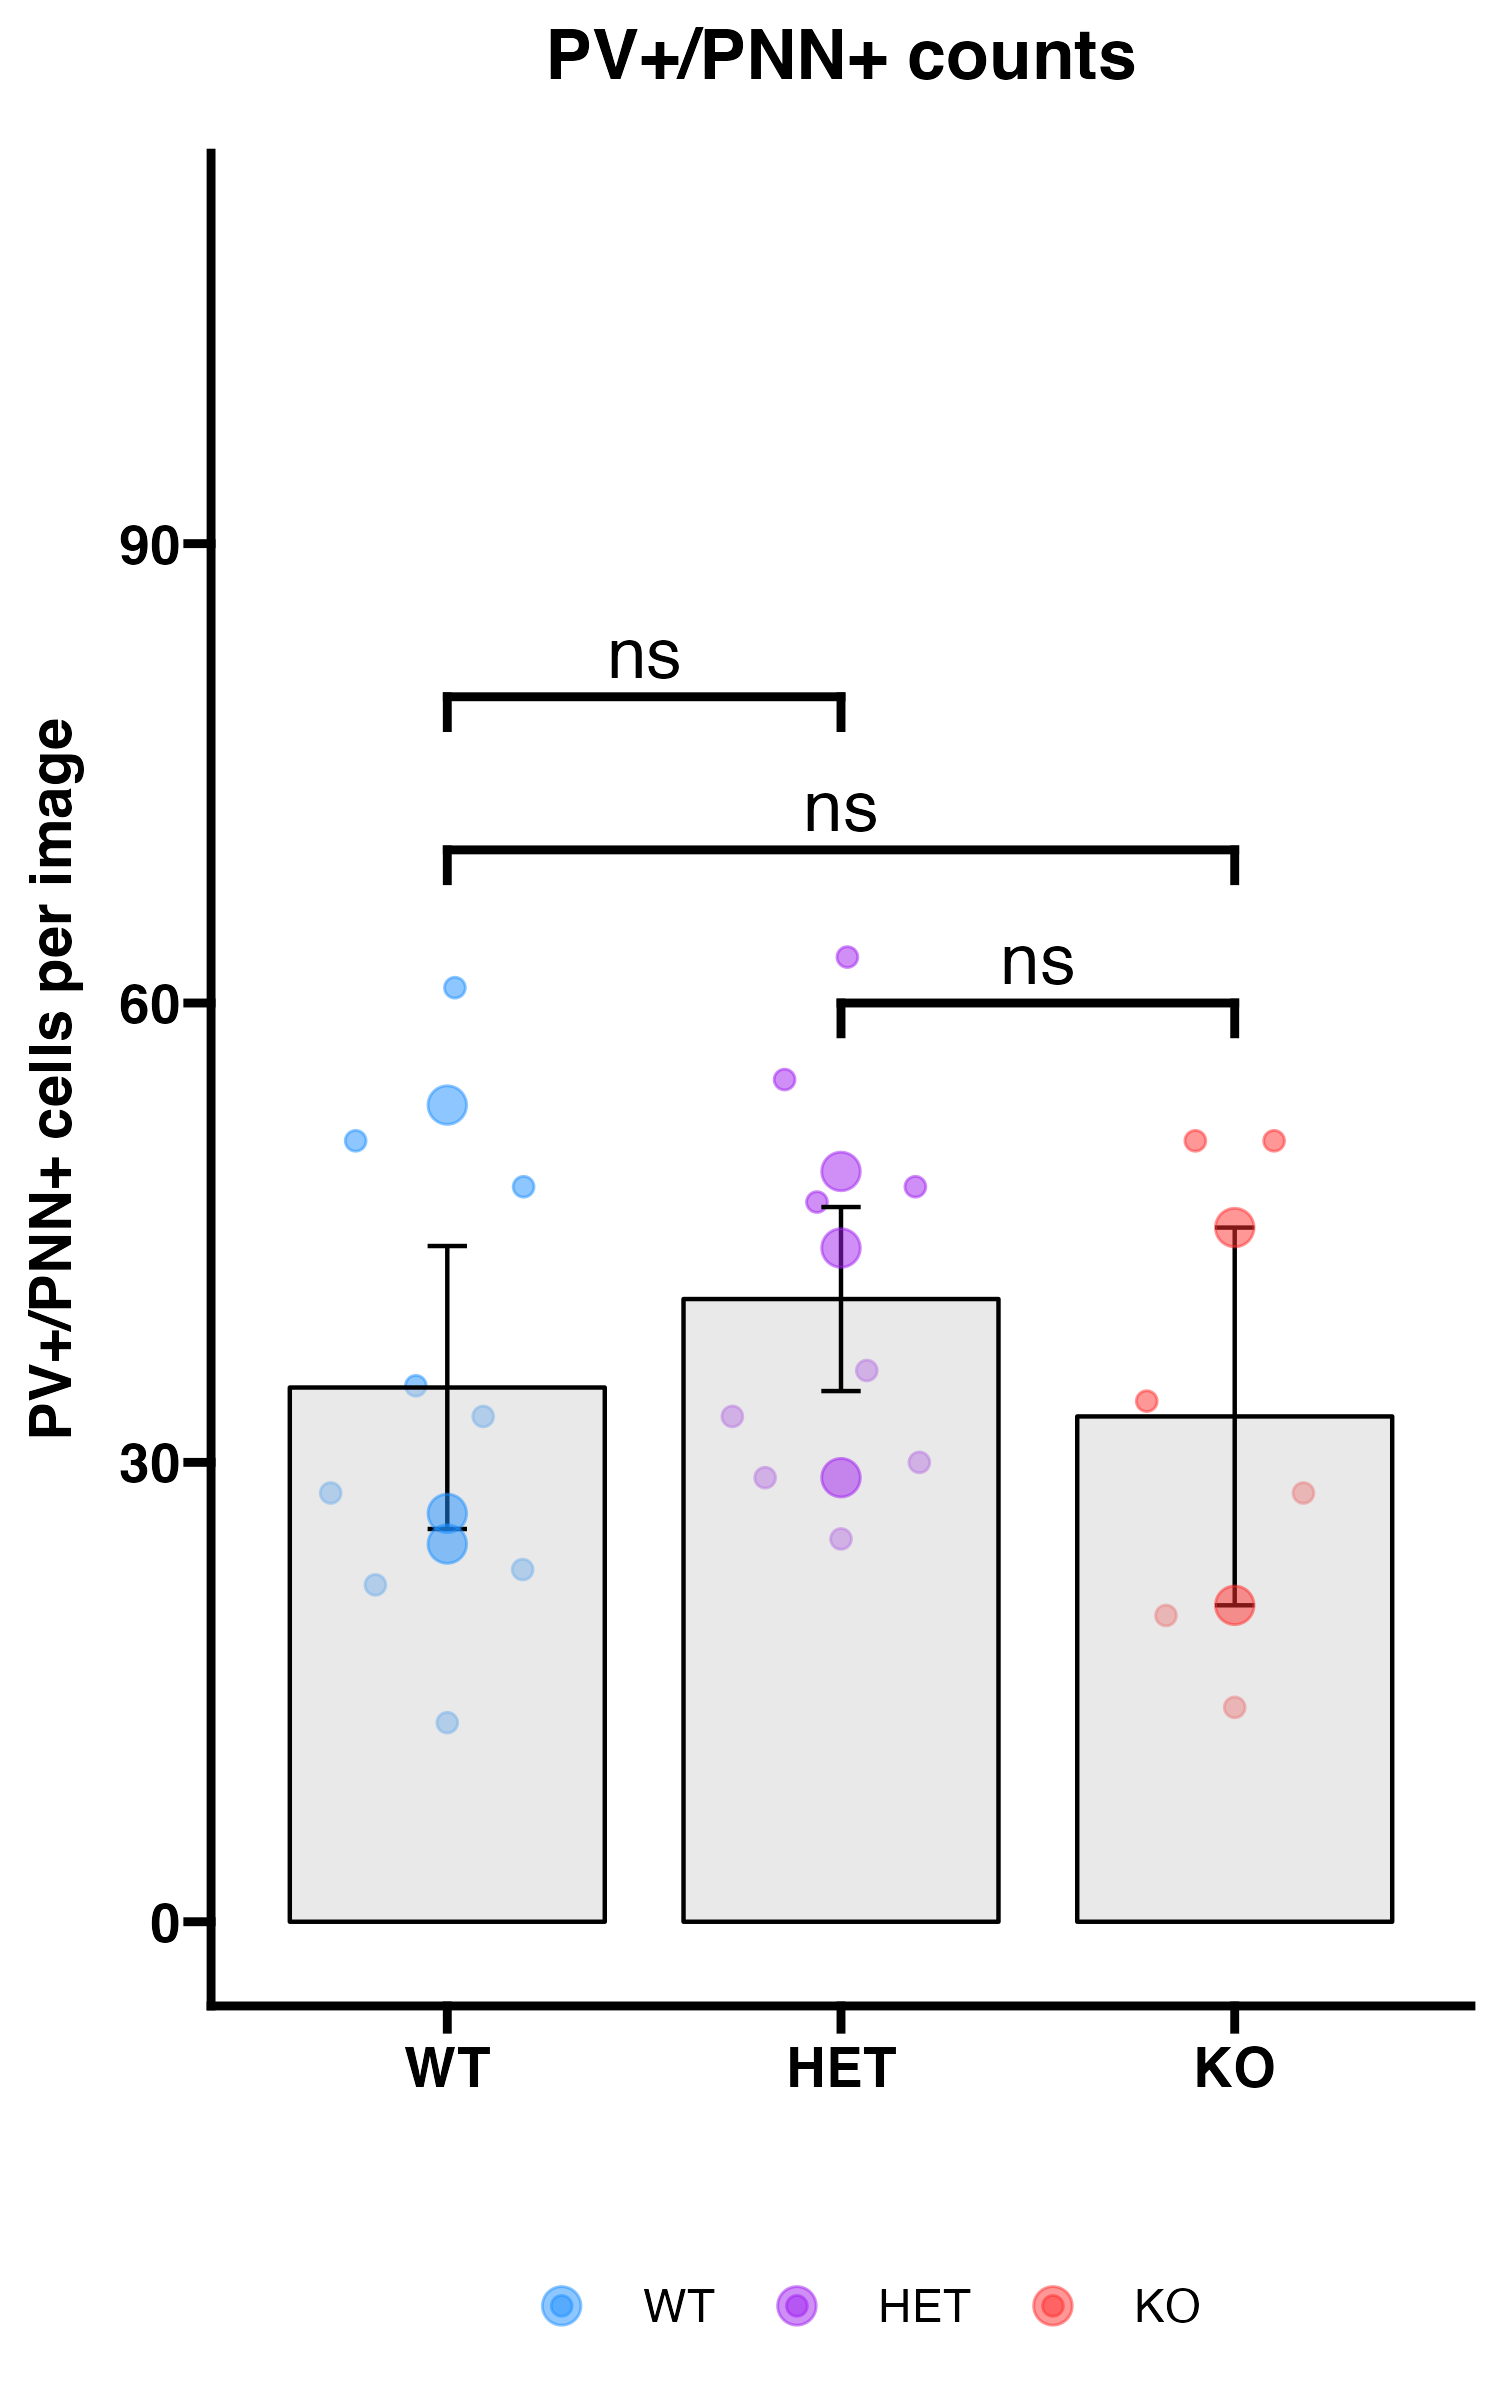 PV+/PNN+ counts
PV+/PNN+ cells per image
90
60
30
0
ns
ns
ns
WT HET KO
WT HET KO